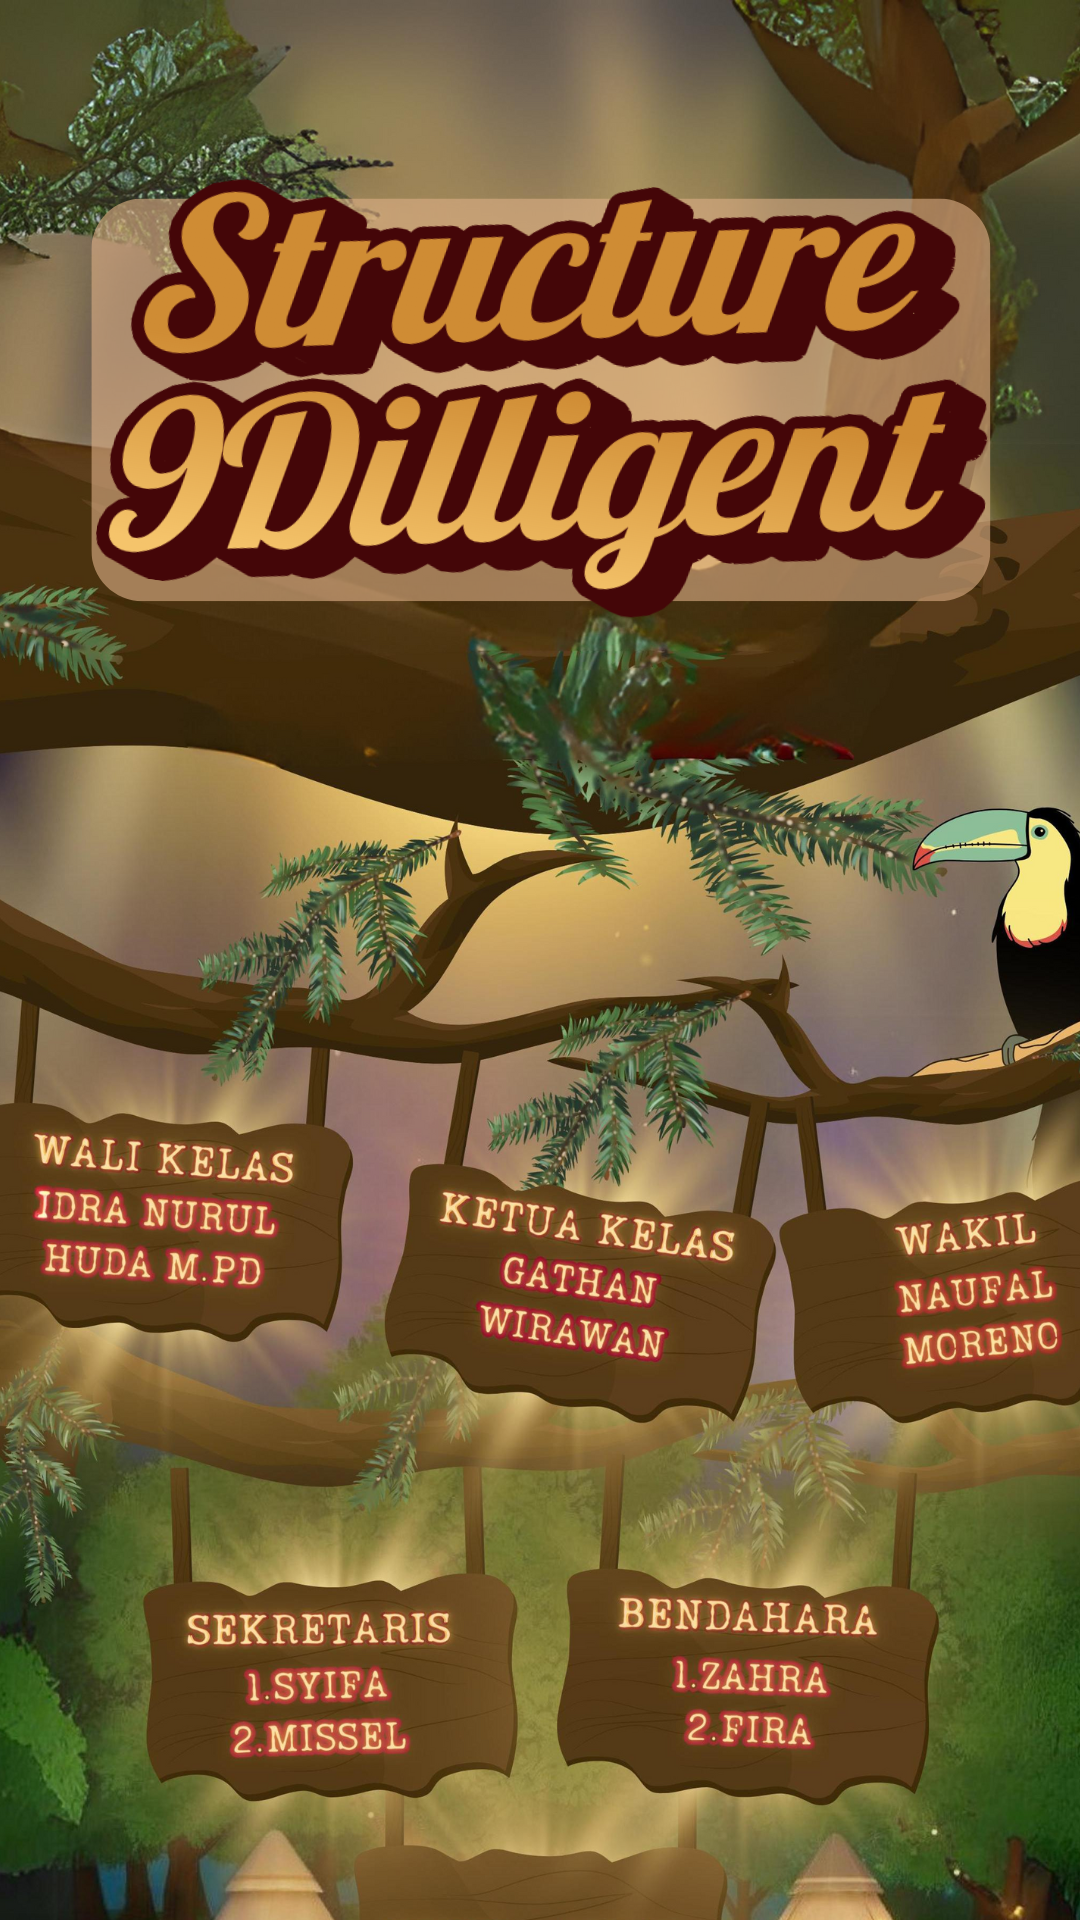 Structure
9Dilligent
WALI KELAS
IDRA NURUL
HUDA M.PD
KETUA KELAS
GATHAN
WIRAWAN
WAKIL
NAUFAL
MORENO
SEKRETARIS
1.SYIFA
2.MISSEL
BENDAHARA
1.ZAHRA
2.FIRA